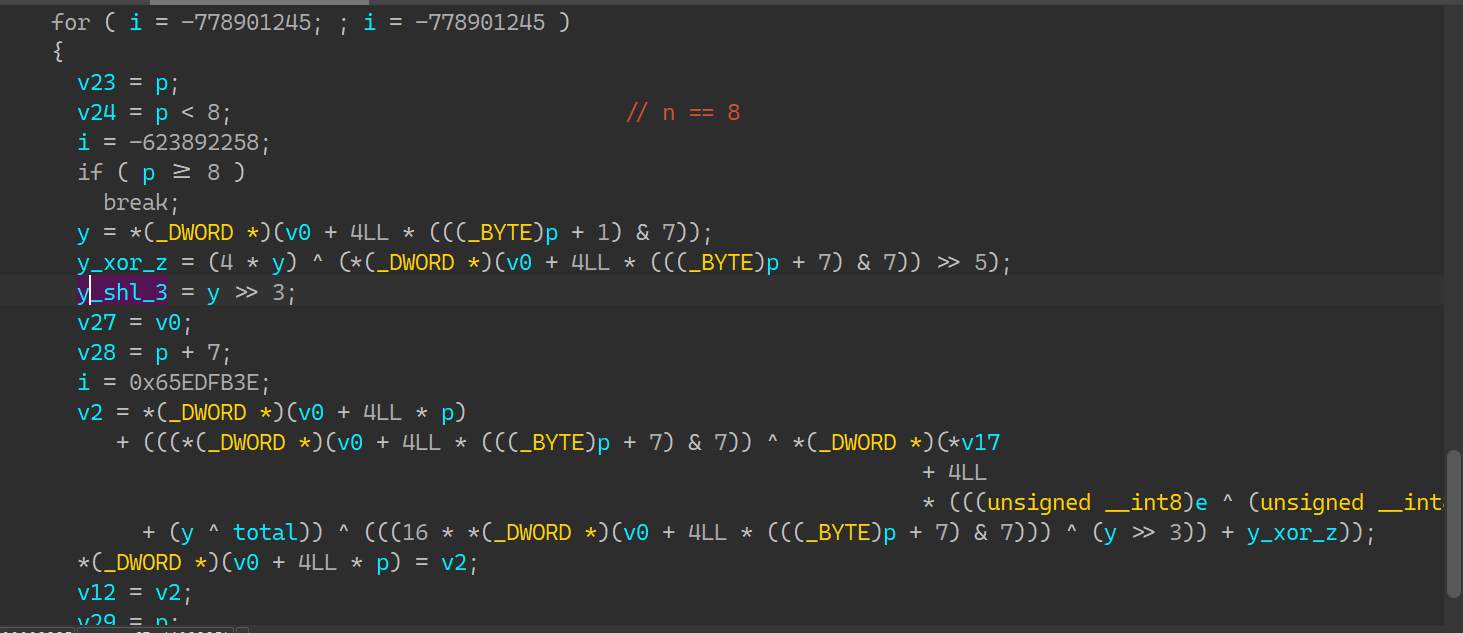 for ( i = -778901245; ; i = -778901245 )
{
v23 = p;
v24 = p < 8; // n == 8
i = -623892258;
if ( p ≥ 8 )
break;
y = *(_DWORD *)(v0 + 4LL * (((_BYTE)p + 1) & 7));
y_xor_z = (4 * y) ^ (*(_DWORD *)(v0 + 4LL * (((_BYTE)p + 7) & 7)) >> 5);
y_shl_3 = y >> 3;
v27 = v0;
v28 = p + 7;
i = 0x65EDFB3E;
v2 = *(_DWORD *)(v0 + 4LL * p)
+ (((*(_DWORD *)(v0 + 4LL * (((_BYTE)p + 7) & 7)) ^ *(_DWORD *)(*v17
+ 4LL
* (((unsigned __int8)e ^ (unsigned __int
+ (y ^ total)) ^ (((16 * *(_DWORD *)(v0 + 4LL * (((_BYTE)p + 7) & 7))) ^ (y >> 3)) + y_xor_z));
*(_DWORD *)(v0 + 4LL * p) = v2;
v12 = v2;
v29 = p;